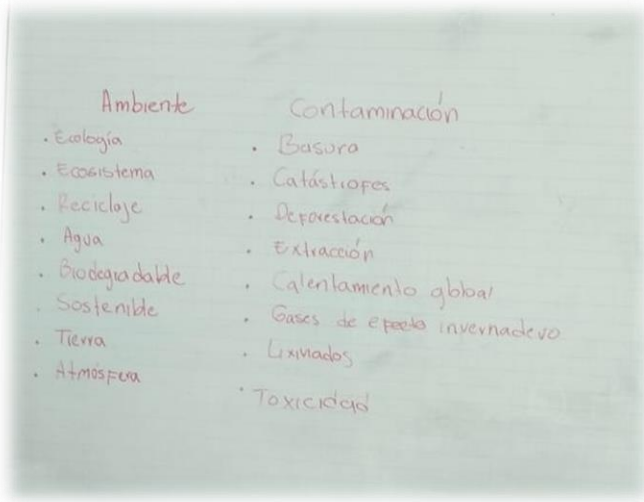 Ambiente
• Ecología
• Ecosistema
• Reciclaje
• Agua
• Biodegradable
• Sostenible
• Tierra
• Atmósfera
Contaminación
• Basura
• Catástrofes
• Deforestación
• Extracción
• Calentamiento global
• Gases de efecto invernadero
• Lixiviados
• Toxicidad